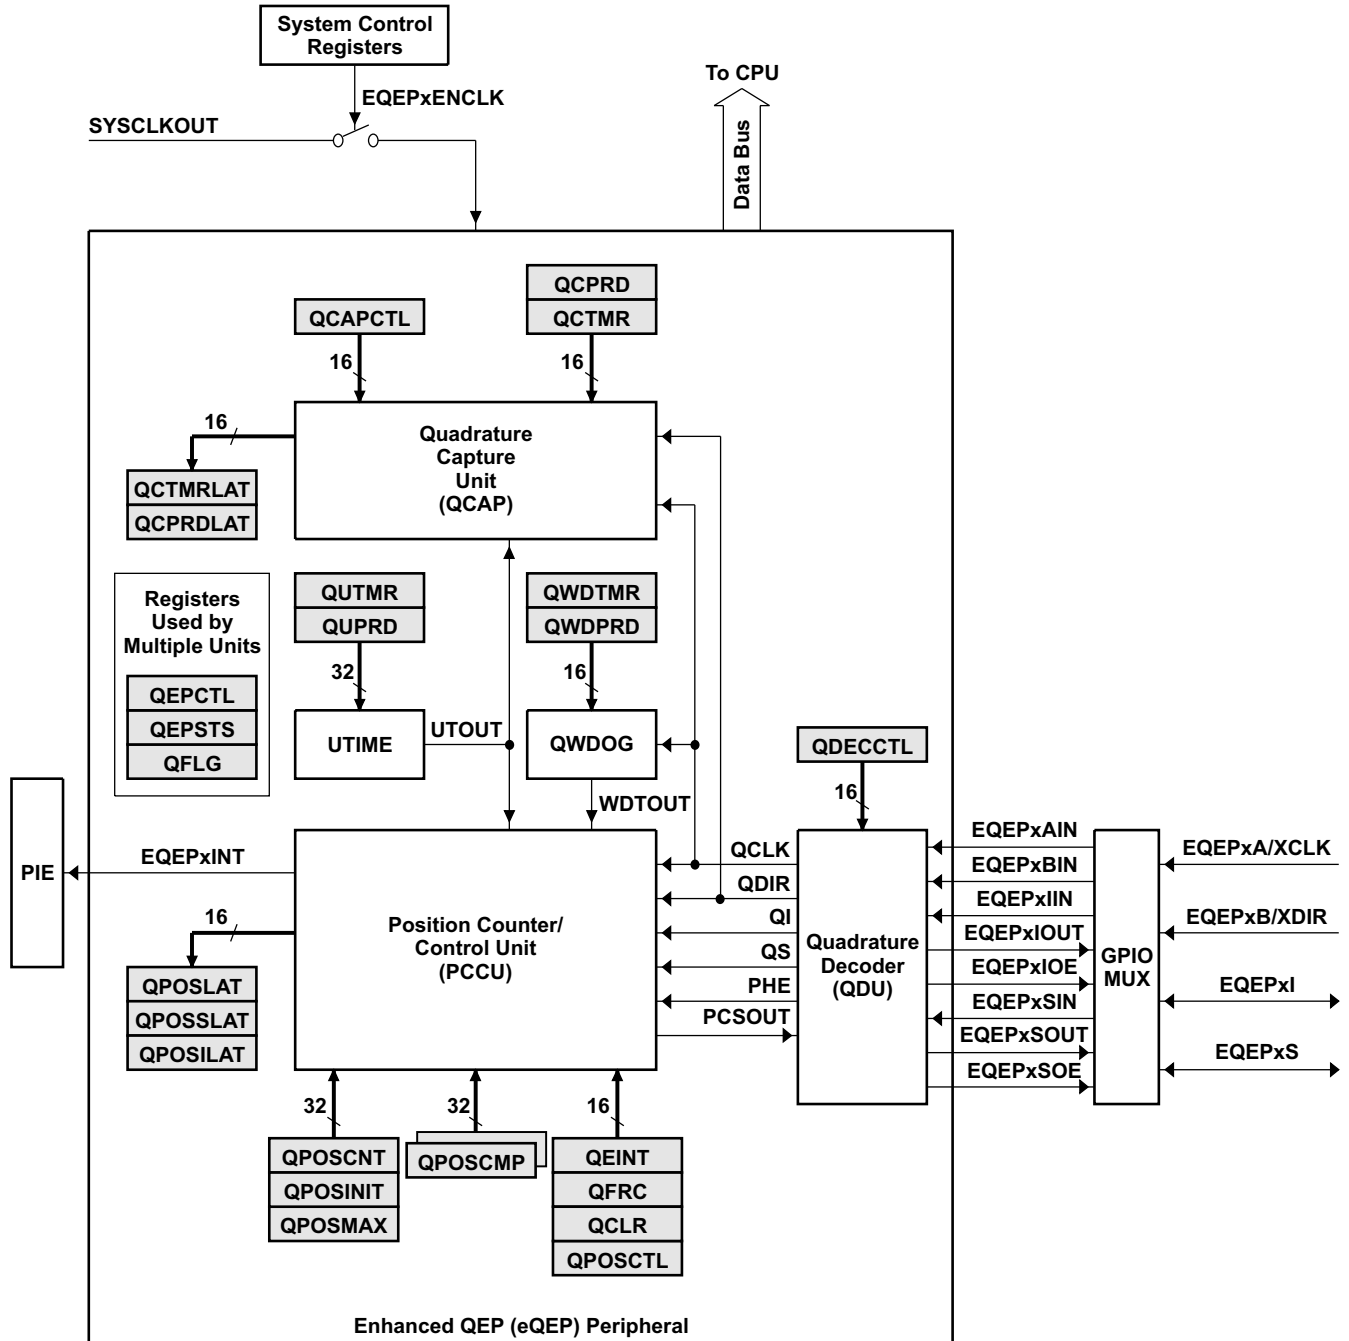 System Control
Registers
To CPU
EQEPxENCLK
SYSCLKOUT
Data Bus
QCPRD
QCAPCTL
QCTMR
16
16
16
Quadrature
Capture
Unit
(QCAP)
QCTMRLAT
QCPRDLAT
Registers
Used by
Multiple Units
QEPCTL
QEPSTS
QFLG
QUTMR
QUPRD
QWDTMR
QWDPRD
32
16
UTIME
UTOUT
QWDOG
QDECCTL
WDTOUT
16
PIE
EQEPxINT
16
Position Counter/
Control Unit
(PCCU)
QCLK
QDIR
QI
QS
PHE
PCSOUT
Quadrature
Decoder
(QDU)
EQEPxAIN
EQEPxBIN
EQEPxIIN
EQEPxIOUT
EQEPxIOE
EQEPxSIN
EQEPxSOUT
EQEPxSOE
GPIO
MUX
EQEPxA/XCLK
EQEPxB/XDIR
EQEPxI
EQEPxS
QPOSLAT
QPOSSLAT
QPOSILAT
32
32
16
QPOSCNT
QPOSINIT
QPOSMAX
QPOSCMP
QEINT
QFRC
QCLR
QPOSCTL
Enhanced QEP (eQEP) Peripheral